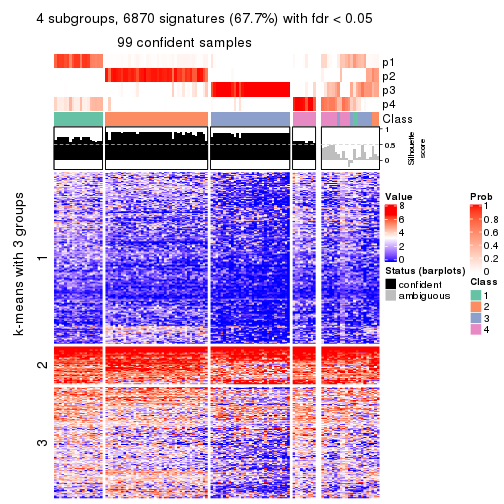 4 subgroups, 6870 signatures (67.7%) with fdr < 0.05
99 confident samples
p1
p2
p3
p4
Class
1
0.5
0
Silhouette
score
k-means with 3 groups
1
2
3
Value
8
6
4
2
0
Status (barplots)
confident
ambiguous
Prob
1
0.8
0.6
0.4
0.2
0
Class
1
2
3
4